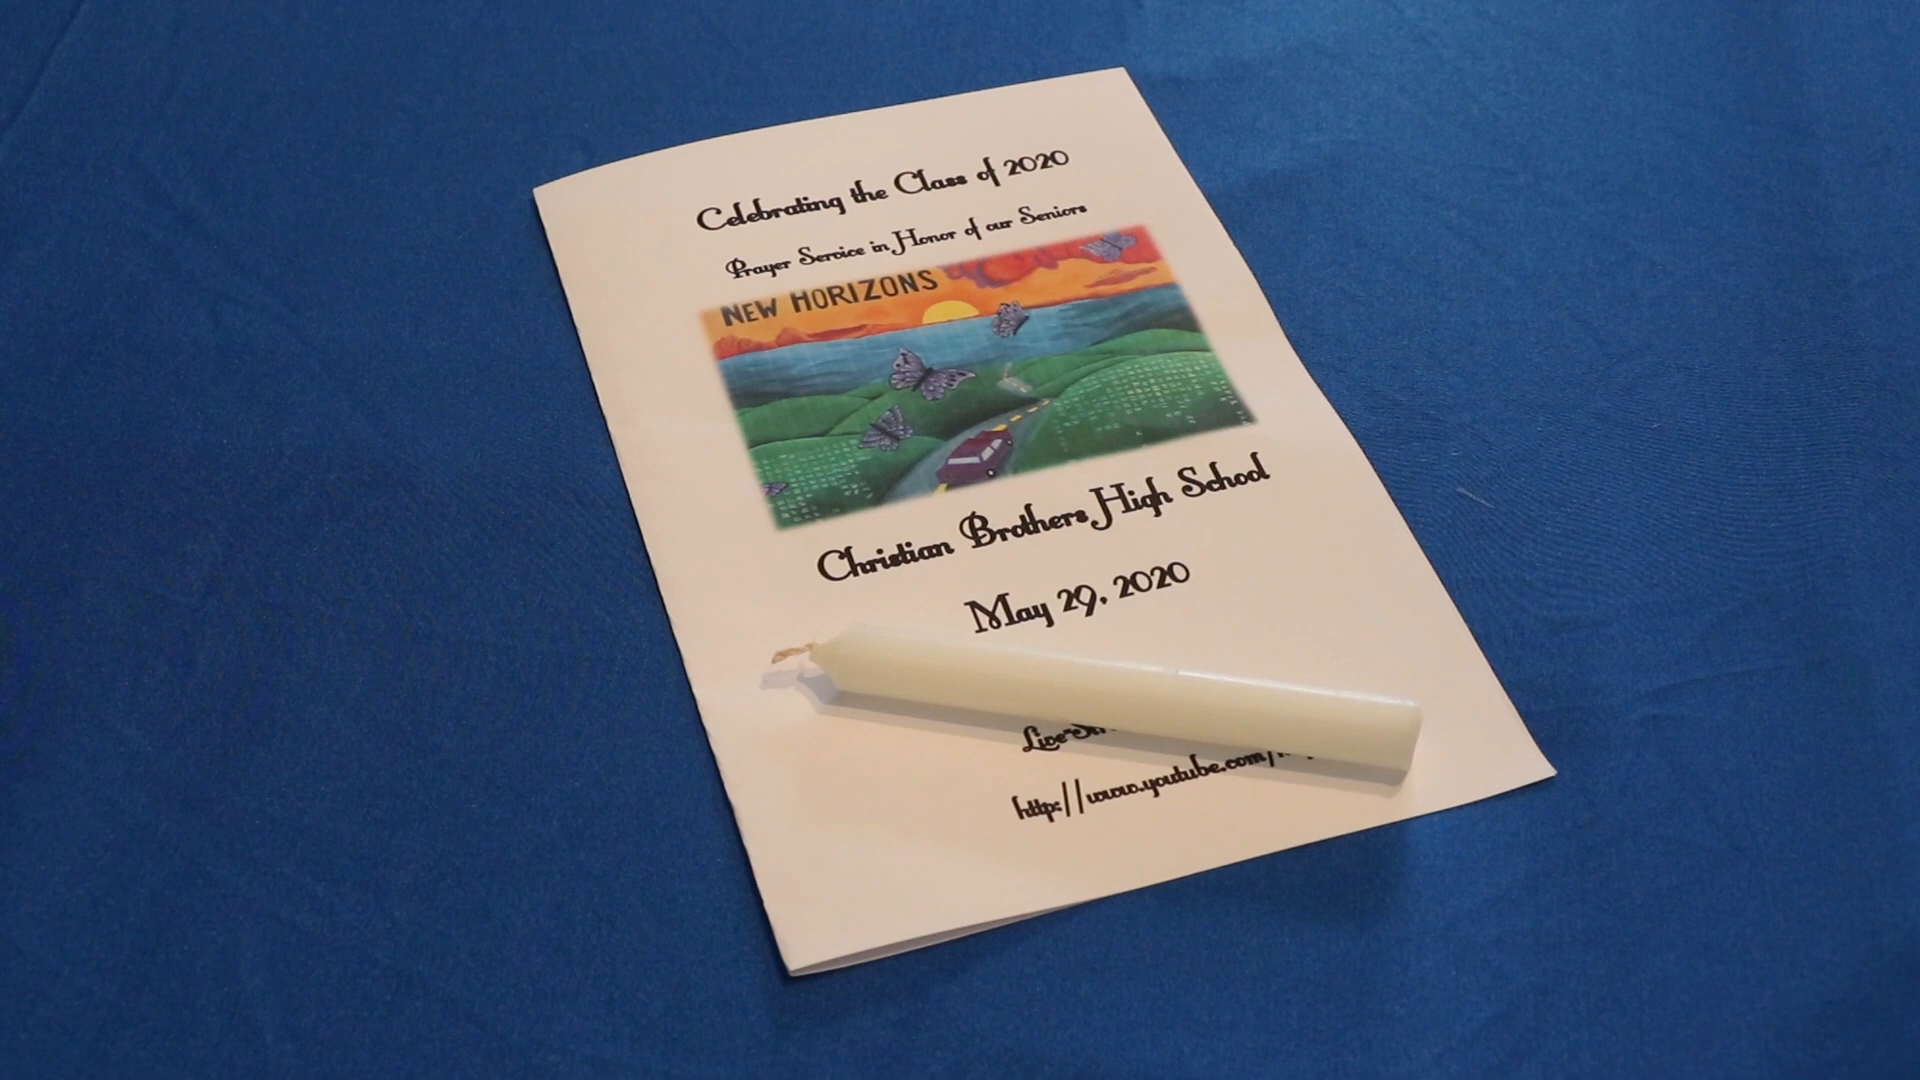 Celebrating the Class of 2020
Prayer Service in Honor of our Seniors
NEW HORIZONS
Christian Brothers High School
May 29, 2020
http://www.youtube.com/